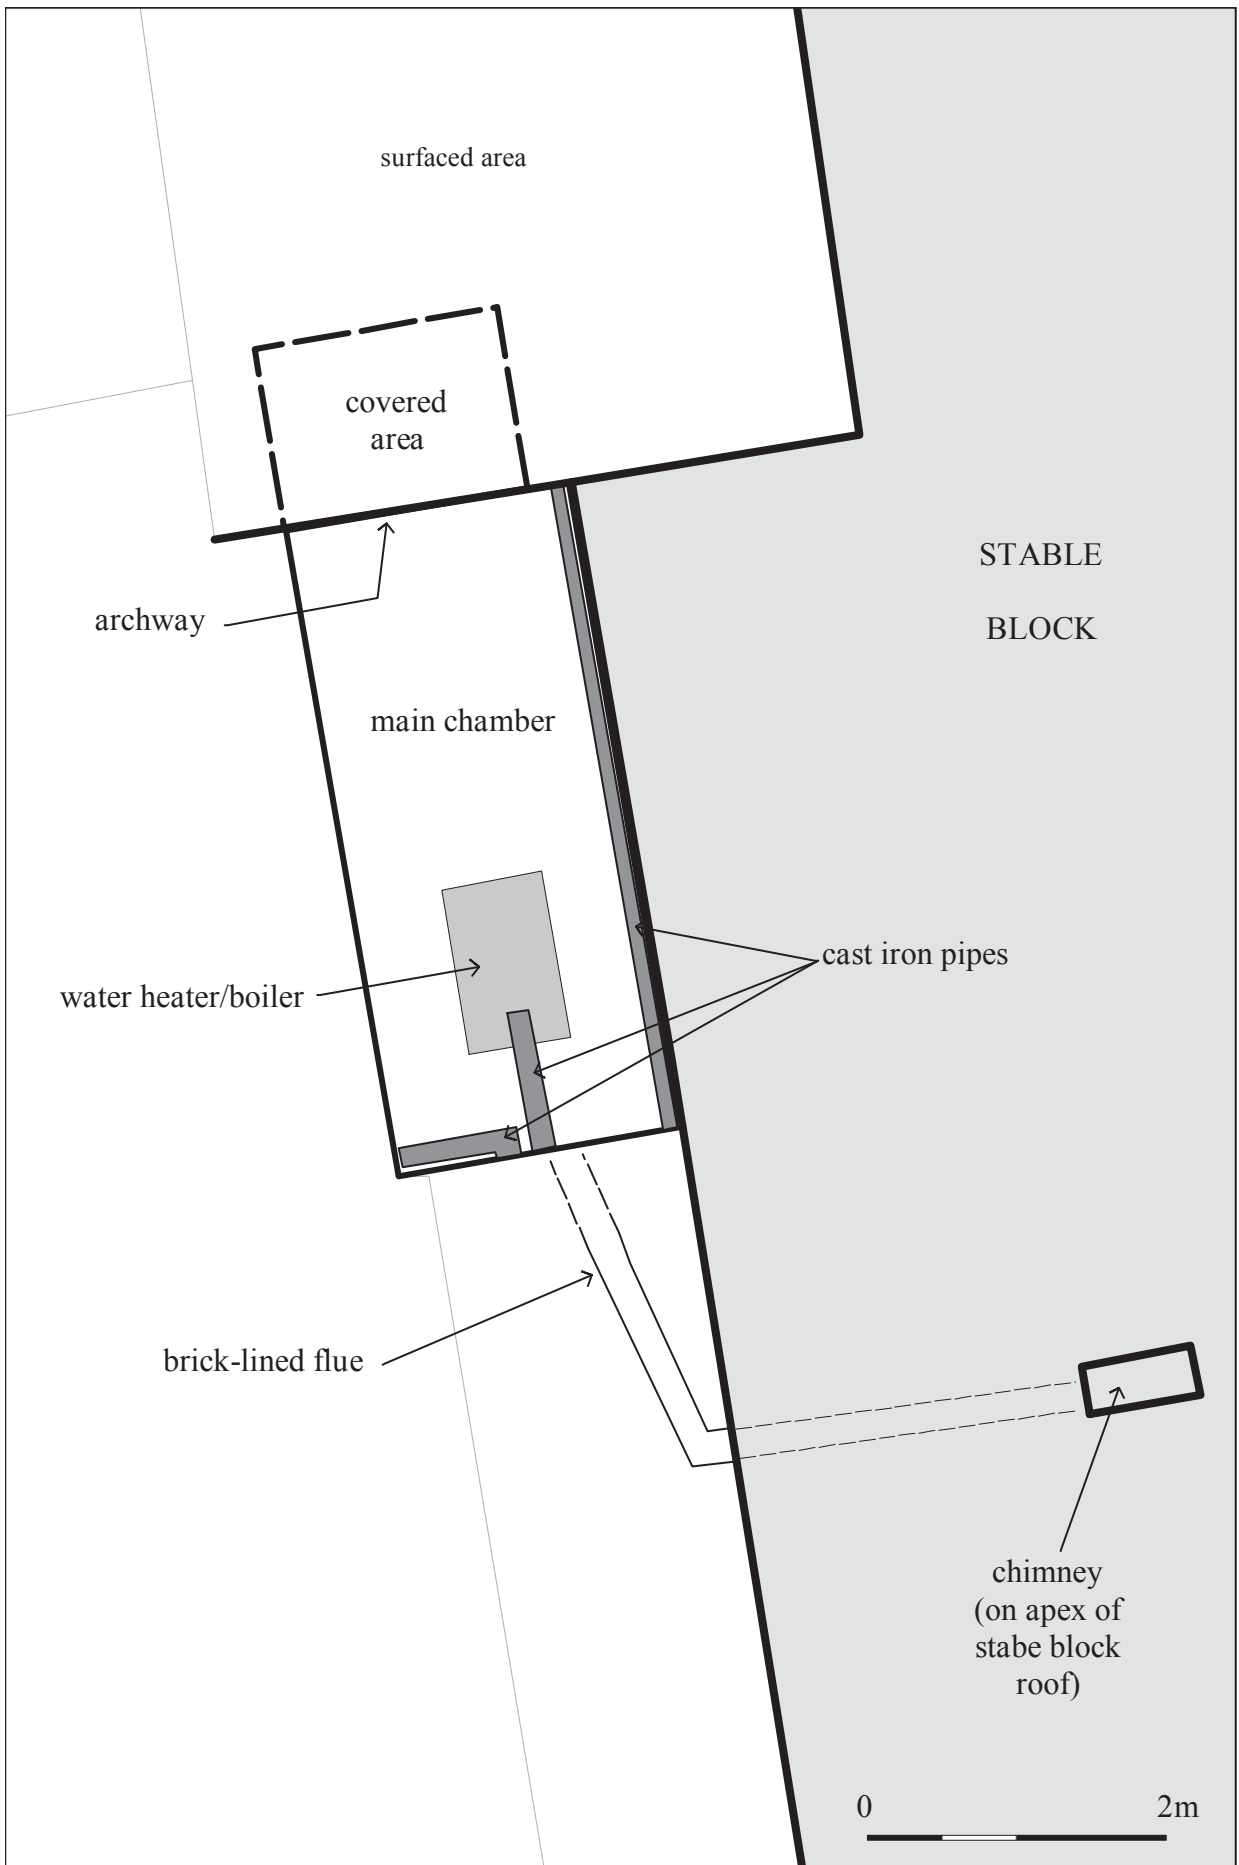 surfaced area
covered
area
STABLE
BLOCK
archway
main chamber
cast iron pipes
water heater/boiler
brick-lined flue
chimney
(on apex of
stabe block
roof)
0 2m